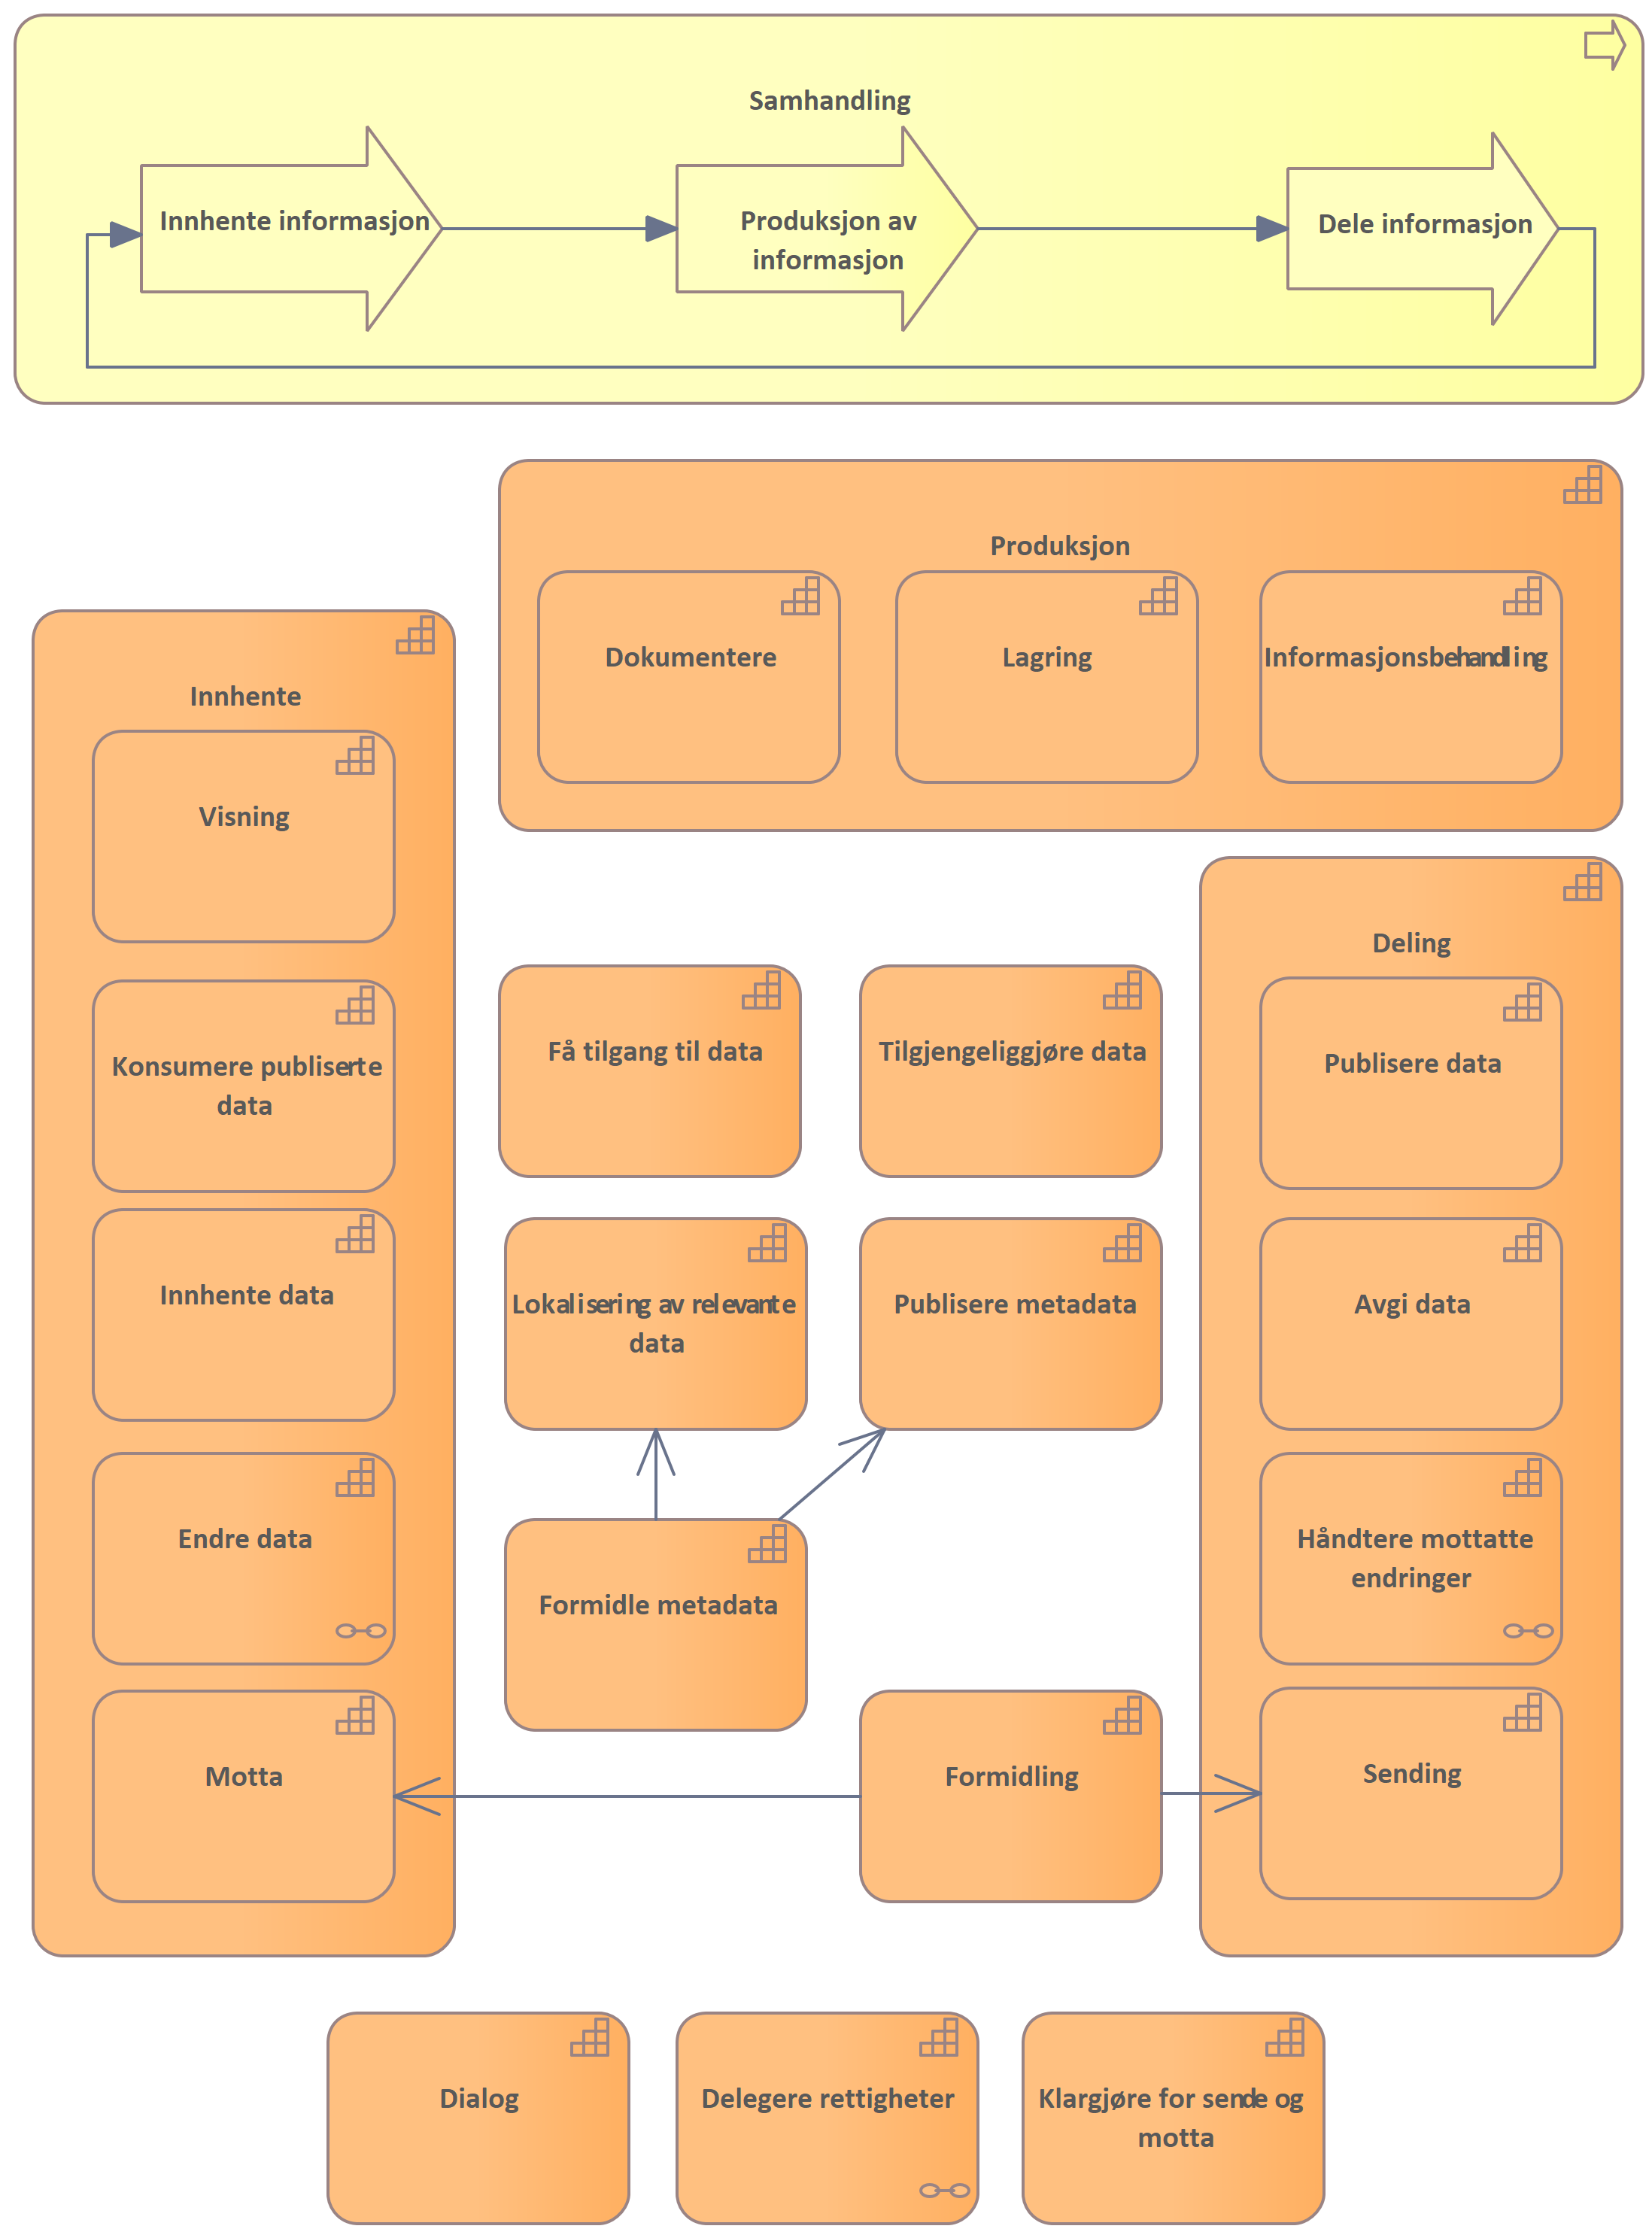 Samhandling
Innhente informasjon
Produksjon av
informasjon
Dele informasjon
Produksjon
Dokumentere
Lagring
Informasjonsbehandling
Innhente
Visning
Konsumere publiserte
data
Innhente data
Endre data
Motta
Få tilgang til data
Tilgjengeliggjøre data
Lokalisering av relevante
data
Publisere metadata
Formidle metadata
Formidling
Deling
Publisere data
Avgi data
Håndtere mottatte
endringer
Sending
Dialog
Delegere rettigheter
Klargjøre for sende og
motta